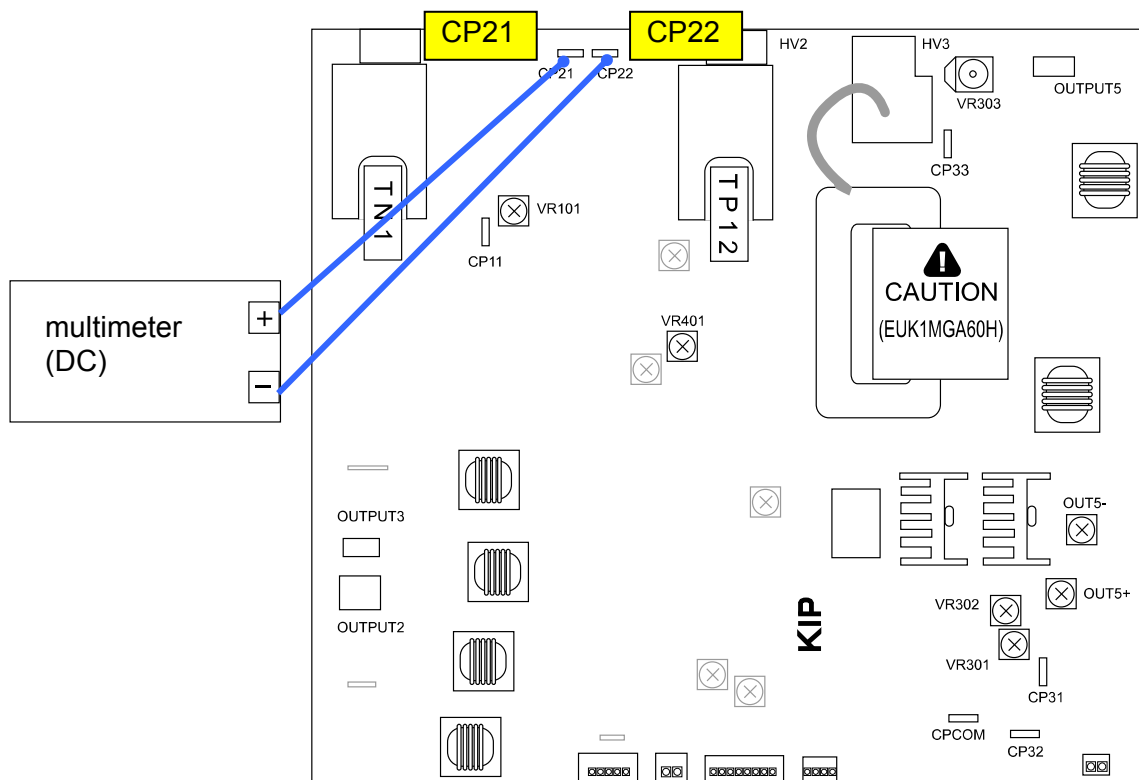 CP21
CP22
HV2
HV3
CP21
CP22
VR303
OUTPUT5
CP33
TN1
TP12
VR101
CP11
!
CAUTION
(EUK1MGA60H)
multimeter
(DC)
+
−
VR401
OUTPUT3
OUTPUT2
OUT5-
OUT5+
VR302
VR301
KIP
CP31
CPCOM
CP32